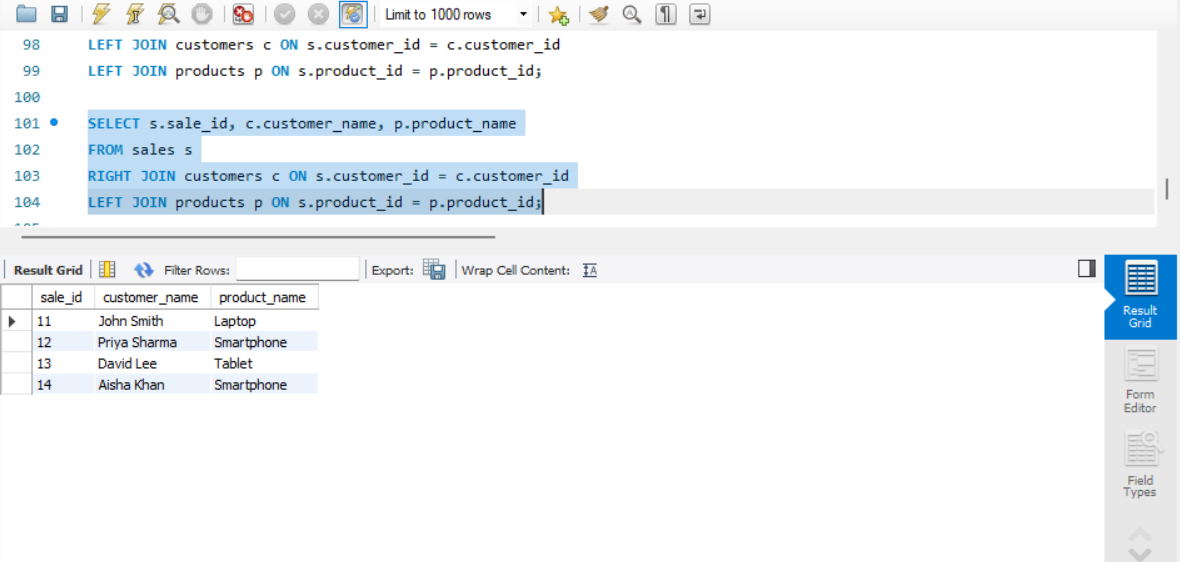 Limit to 1000 rows
98 LEFT JOIN customers c ON s.customer_id = c.customer_id
99 LEFT JOIN products p ON s.product_id = p.product_id;
100
101 SELECT s.sale_id, c.customer_name, p.product_name
102 FROM sales s
103 RIGHT JOIN customers c ON s.customer_id = c.customer_id
104 LEFT JOIN products p ON s.product_id = p.product_id;
Result Grid Filter Rows: Export: Wrap Cell Content: IA
sale_id customer_name product_name
11 John Smith Laptop
12 Priya Sharma Smartphone
13 David Lee Tablet
14 Aisha Khan Smartphone
Result
Grid
Form
Editor
Field
Types